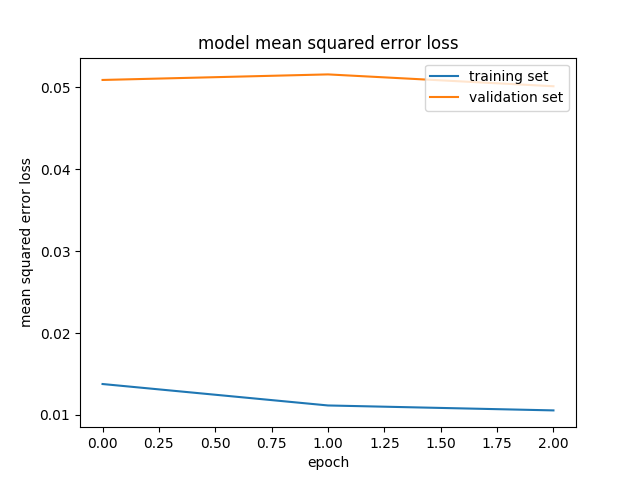 model mean squared error loss
training set
validation set
0.05
0.04
0.03
0.02
0.01
mean squared error loss
0.00 0.25 0.50 0.75 1.00 1.25 1.50 1.75 2.00
epoch